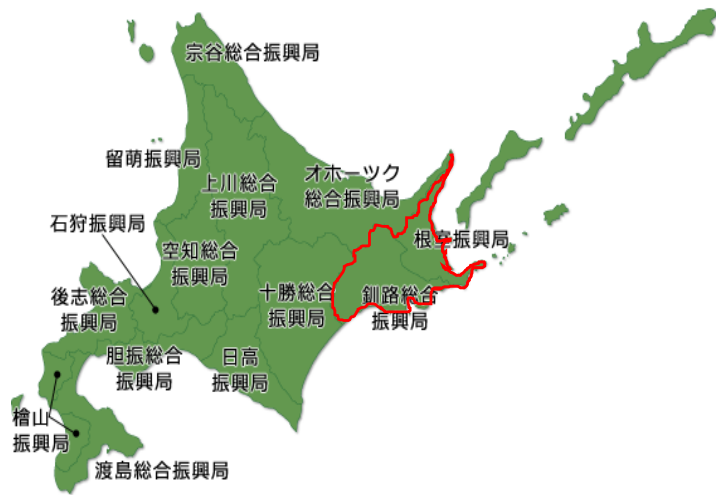 宗谷総合振興局
留萌振興局
オホーツク
総合振興局
上川総合
振興局
石狩振興局
根室振興局
空知総合
振興局
後志総合
振興局
十勝総合
振興局
釧路総合
振興局
胆振総合
振興局
日高
振興局
檜山
振興局
渡島総合振興局